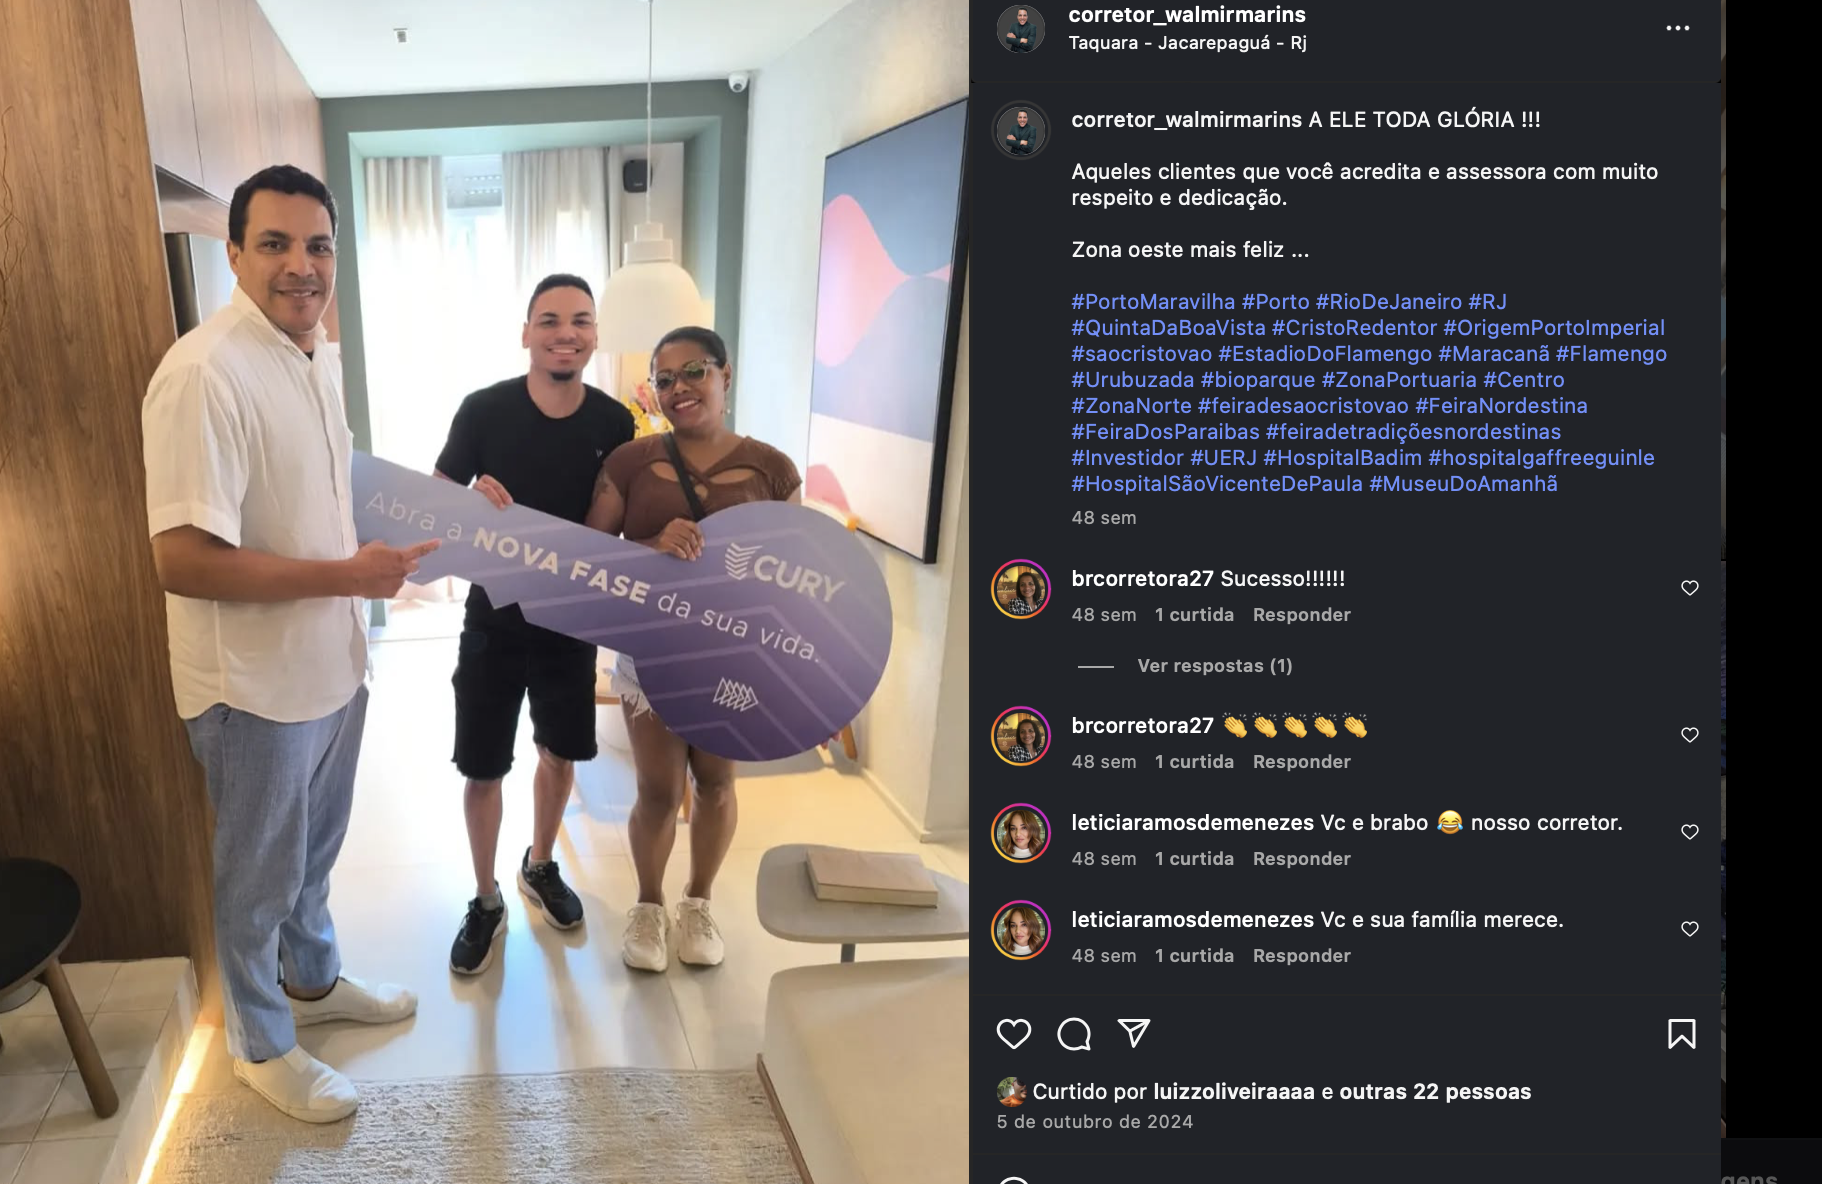 Abra a NOVA FASE da sua vida.
CURY
corretor_walmirmarins
Taquara - Jacarepaguá - Rj
corretor_walmirmarins A ELE TODA GLÓRIA !!!
Aqueles clientes que você acredita e assessora com muito
respeito e dedicação.
Zona oeste mais feliz ...
#PortoMaravilha #Porto #RioDeJaneiro #RJ
#QuintaDaBoaVista #CristoRedentor #OrigemPortoImperial
#saocristovao #EstadioDoFlamengo #Maracanã #Flamengo
#Urubuzada #bioparque #ZonaPortuaria #Centro
#ZonaNorte #feiradesaocristovao #FeiraNordestina
#FeiraDosParaibas #feiradetradiçõesnordestinas
#Investidor #UERJ #HospitalBadim #hospitalgaffreeguinle
#HospitalSãoVicenteDePaula #MuseuDoAmanhã
48 sem
brcorretora27 Sucesso!!!!!!
48 sem 1 curtida Responder
Ver respostas (1)
brcorretora27 👏👏👏👏👏
48 sem 1 curtida Responder
leticiaramosdemenezes Vc e brabo 😂 nosso corretor.
48 sem 1 curtida Responder
leticiaramosdemenezes Vc e sua família merece.
48 sem 1 curtida Responder
Curtido por luizzoliveiraaaa e outras 22 pessoas
5 de outubro de 2024